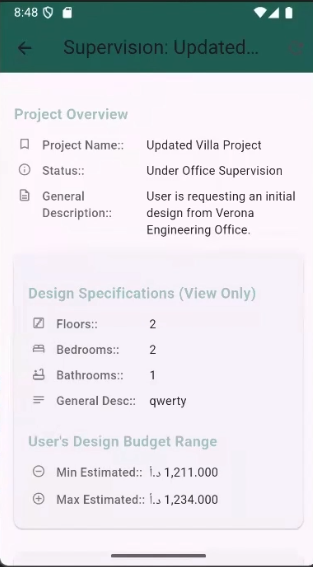 8:48
Supervision: Updated...
Project Overview
Project Name:: Updated Villa Project
Status:: Under Office Supervision
General Description:: User is requesting an initial
design from Verona
Engineering Office.
Design Specifications (View Only)
Floors:: 2
Bedrooms:: 2
Bathrooms:: 1
General Desc:: qwerty
User's Design Budget Range
Min Estimated:: د.أ 1,211.000
Max Estimated:: د.أ 1,234.000